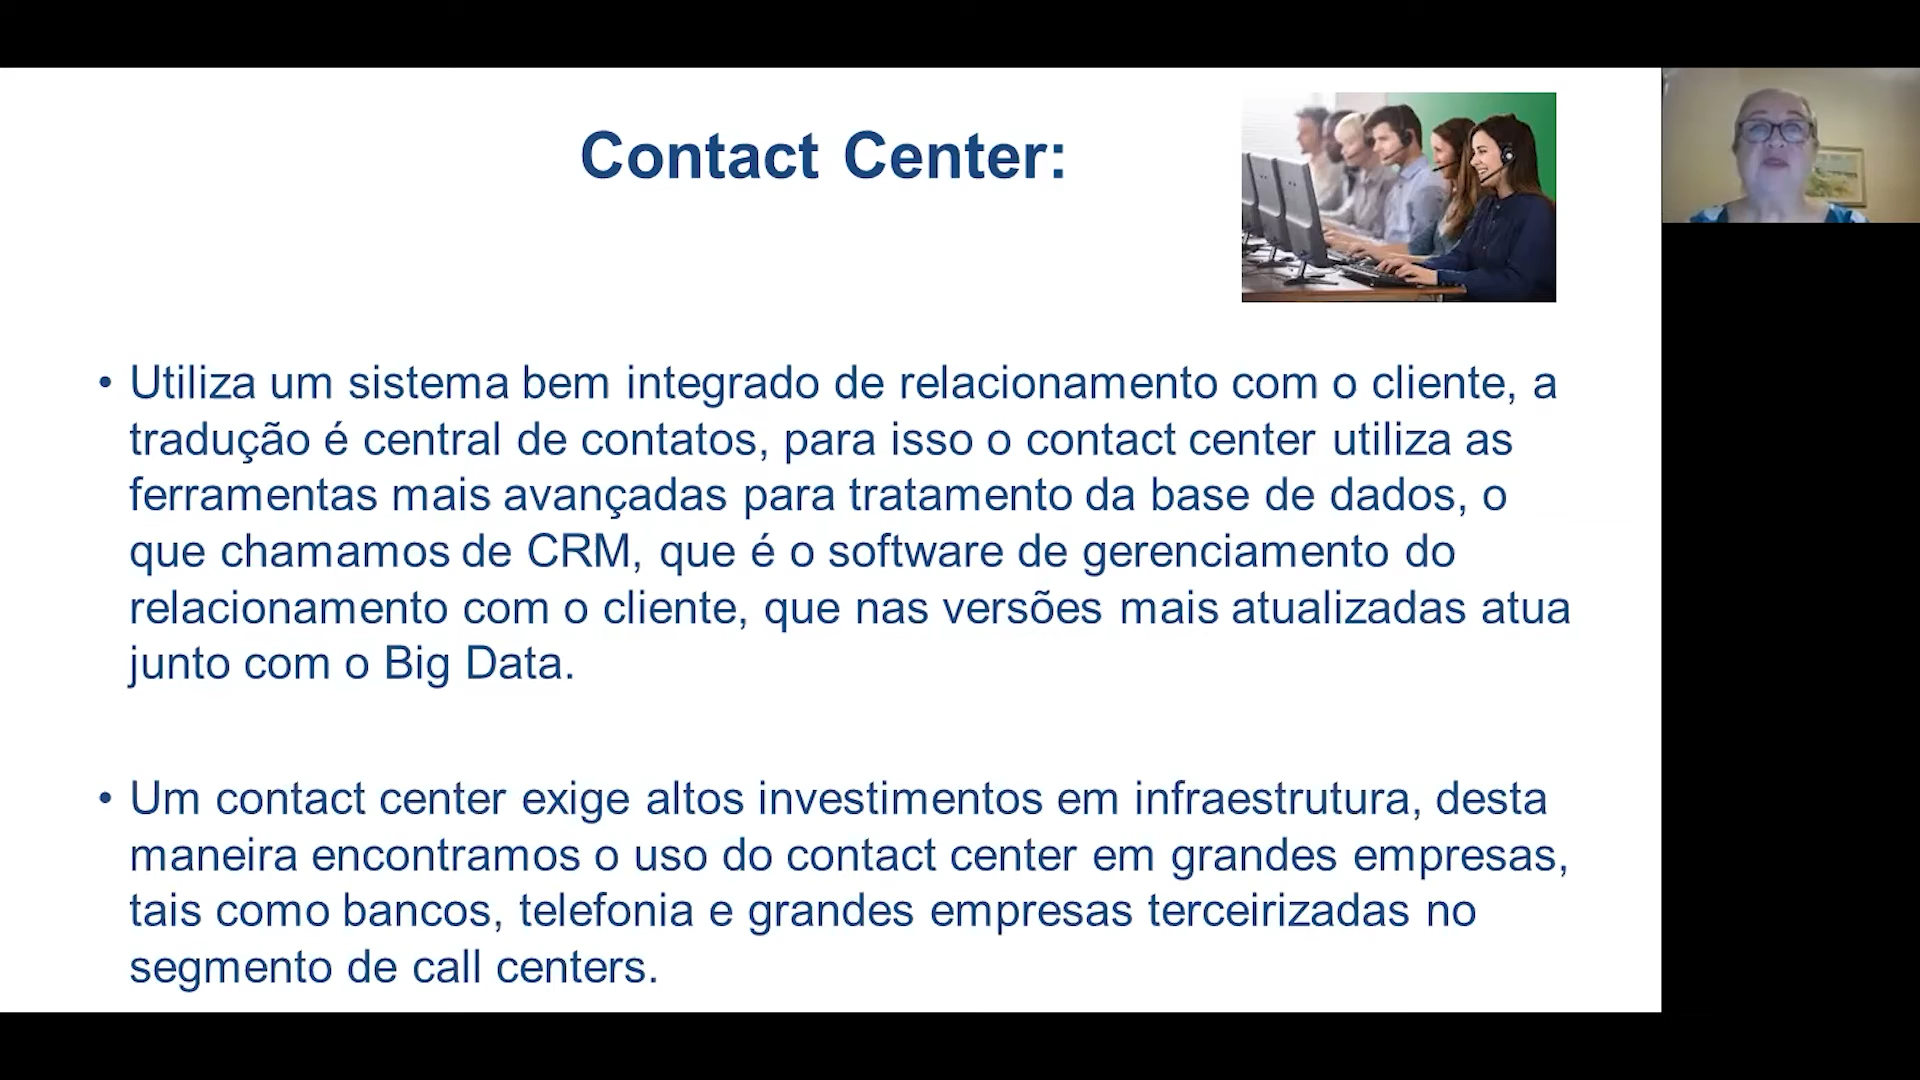 Contact Center:
• Utiliza um sistema bem integrado de relacionamento com o cliente, a
tradução é central de contatos, para isso o contact center utiliza as
ferramentas mais avançadas para tratamento da base de dados, o
que chamamos de CRM, que é o software de gerenciamento do
relacionamento com o cliente, que nas versões mais atualizadas atua
junto com o Big Data.
• Um contact center exige altos investimentos em infraestrutura, desta
maneira encontramos o uso do contact center em grandes empresas,
tais como bancos, telefonia e grandes empresas terceirizadas no
segmento de call centers.